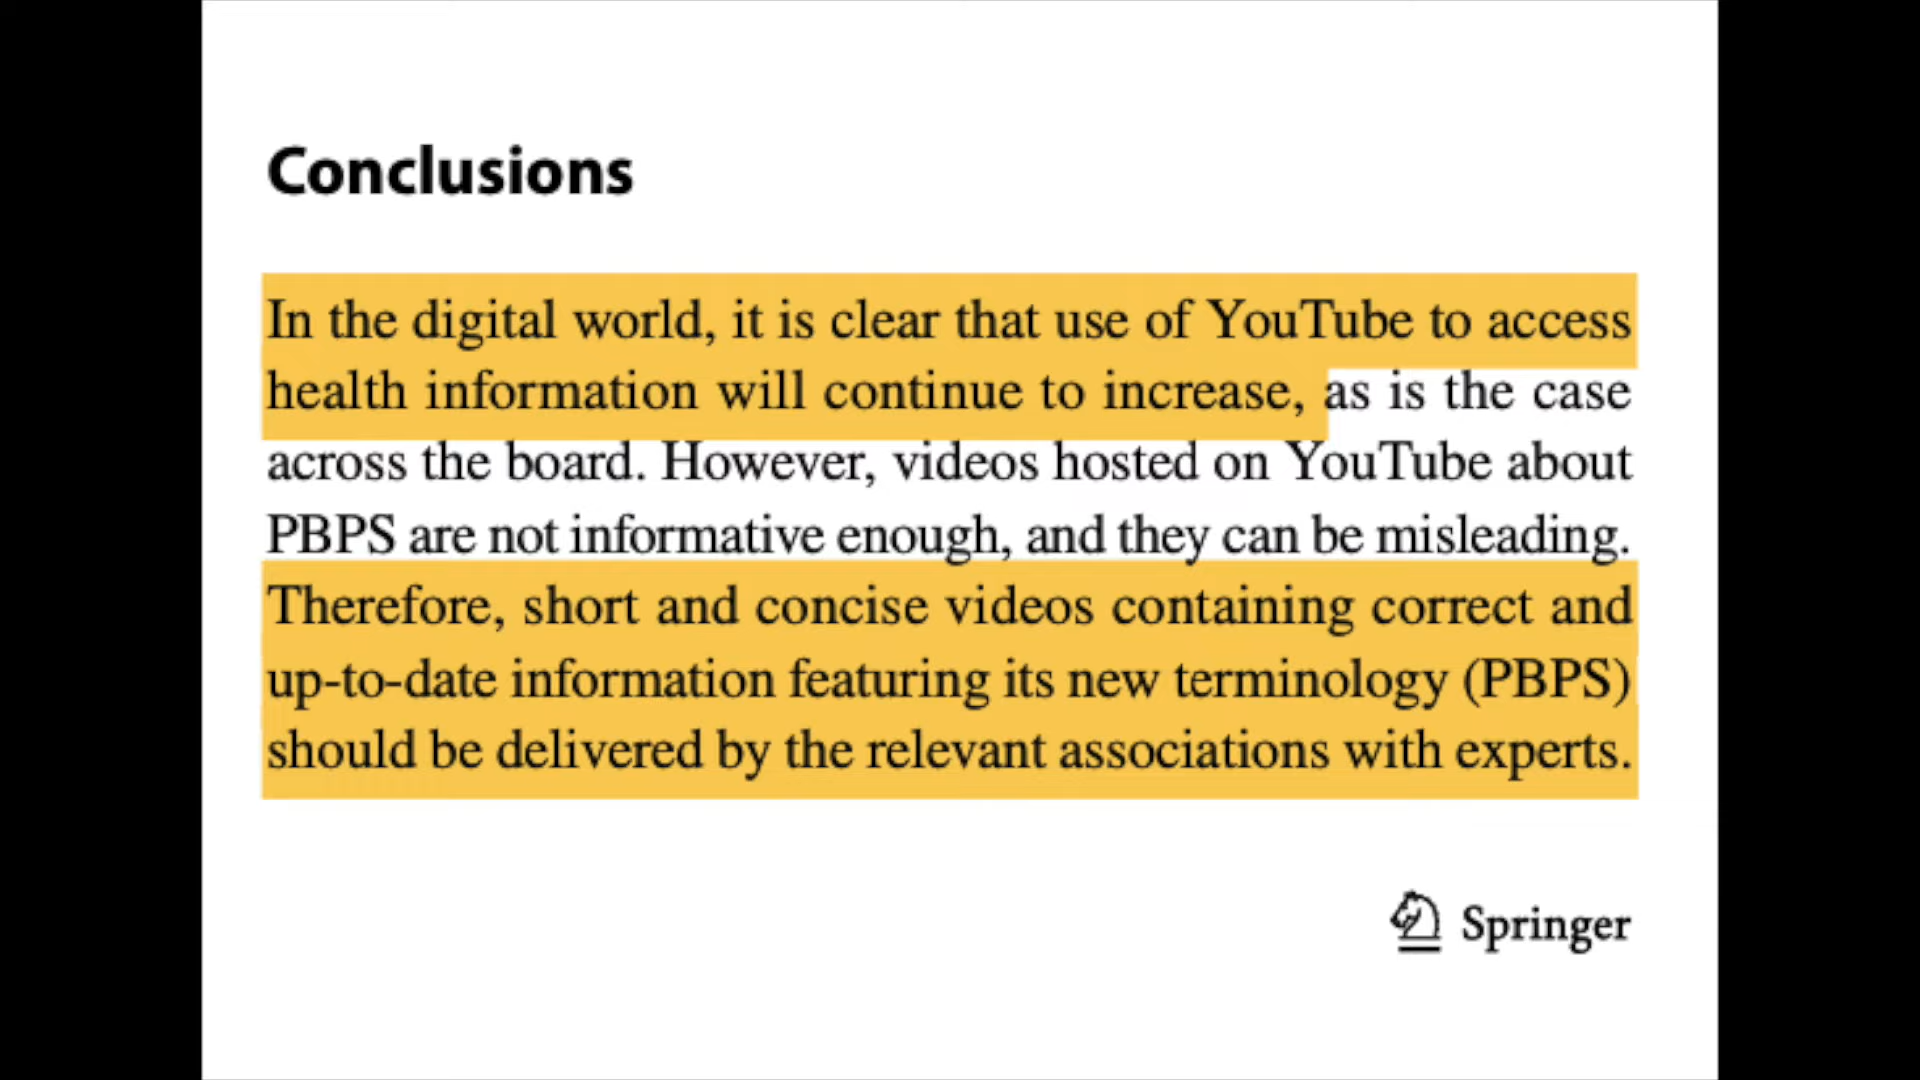 Conclusions
In the digital world, it is clear that use of YouTube to access
health information will continue to increase, as is the case
across the board. However, videos hosted on YouTube about
PBPS are not informative enough, and they can be misleading.
Therefore, short and concise videos containing correct and
up-to-date information featuring its new terminology (PBPS)
should be delivered by the relevant associations with experts.
Springer